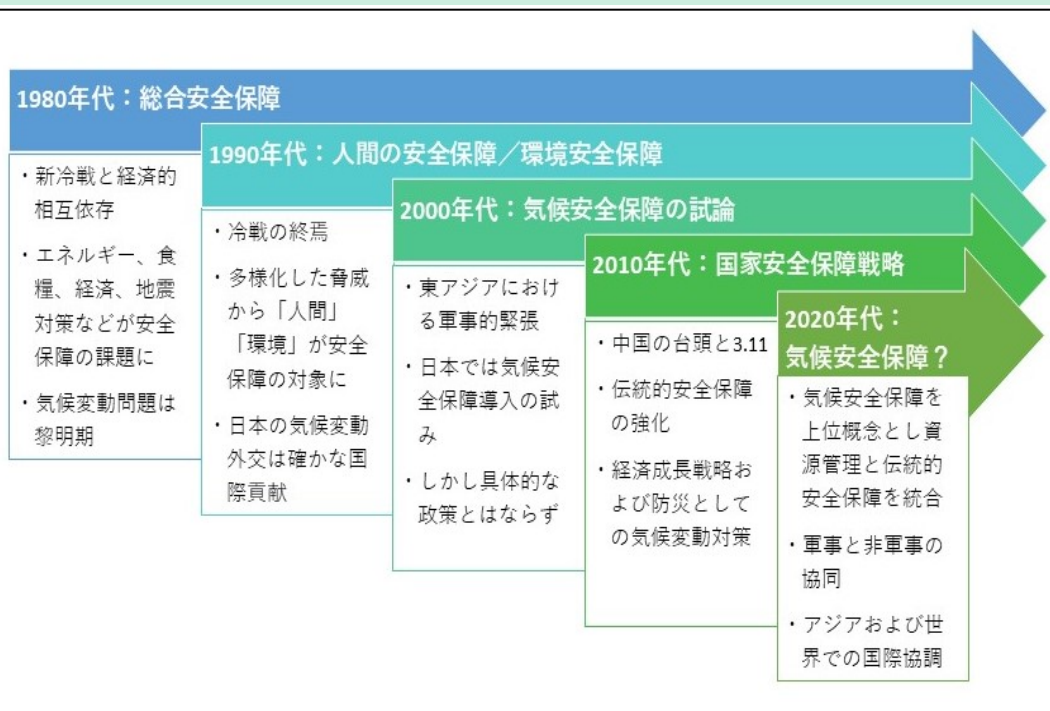 1980年代：総合安全保障
・新冷戦と経済的
相互依存
・エネルギー、食
糧、経済、地震
対策などが安全
保障の課題に
・気候変動問題は
黎明期
1990年代：人間の安全保障／環境安全保障
・冷戦の終焉
・多様化した脅威
から「人間」
「環境」が安全
保障の対象に
・日本の気候変動
外交は確かな国
際貢献
2000年代：気候安全保障の試論
・東アジアにおけ
る軍事的緊張
・日本では気候安
全保障導入の試
み
・しかし具体的な
政策とはならず
2010年代：国家安全保障戦略
・中国の台頭と3.11
・伝統的安全保障
の強化
・経済成長戦略お
よび防災として
の気候変動対策
2020年代：
気候安全保障？
・気候安全保障を
上位概念とし資
源管理と伝統的
安全保障を統合
・軍事と非軍事の
協同
・アジアおよび世
界での国際協調